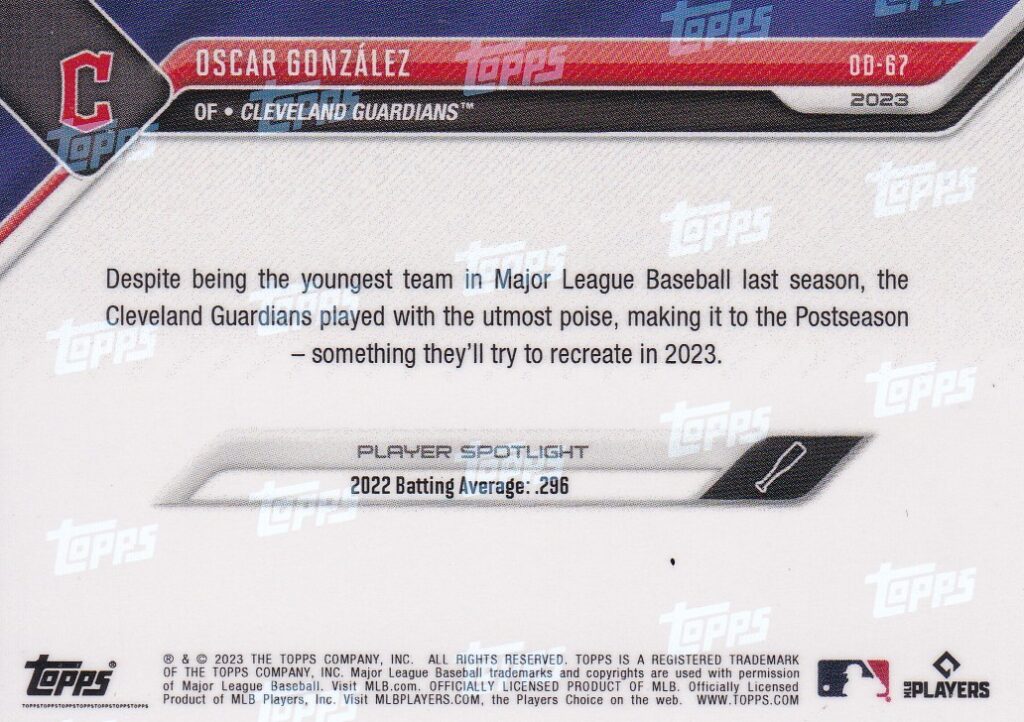 OSCAR GONZÁLEZ
OD-67
OF • CLEVELAND GUARDIANS™
2023
C
Despite being the youngest team in Major League Baseball last season, the
Cleveland Guardians played with the utmost poise, making it to the Postseason
– something they'll try to recreate in 2023.
PLAYER SPOTLIGHT
2022 Batting Average: .296
TOPPS®
TOPPSTOPPSTOPPSTOPPSTOPPSTOPPSTOPPS
® & © 2023 THE TOPPS COMPANY, INC. ALL RIGHTS RESERVED. TOPPS IS A REGISTERED TRADEMARK
OF THE TOPPS COMPANY, INC. Major League Baseball trademarks and copyrights are used with permission
of Major League Baseball. Visit MLB.com. OFFICIALLY LICENSED PRODUCT OF MLB. Officially Licensed
Product of MLB Players, Inc. Visit MLBPLAYERS.COM, the Players Choice on the web. WWW.TOPPS.COM
MLB PLAYERS